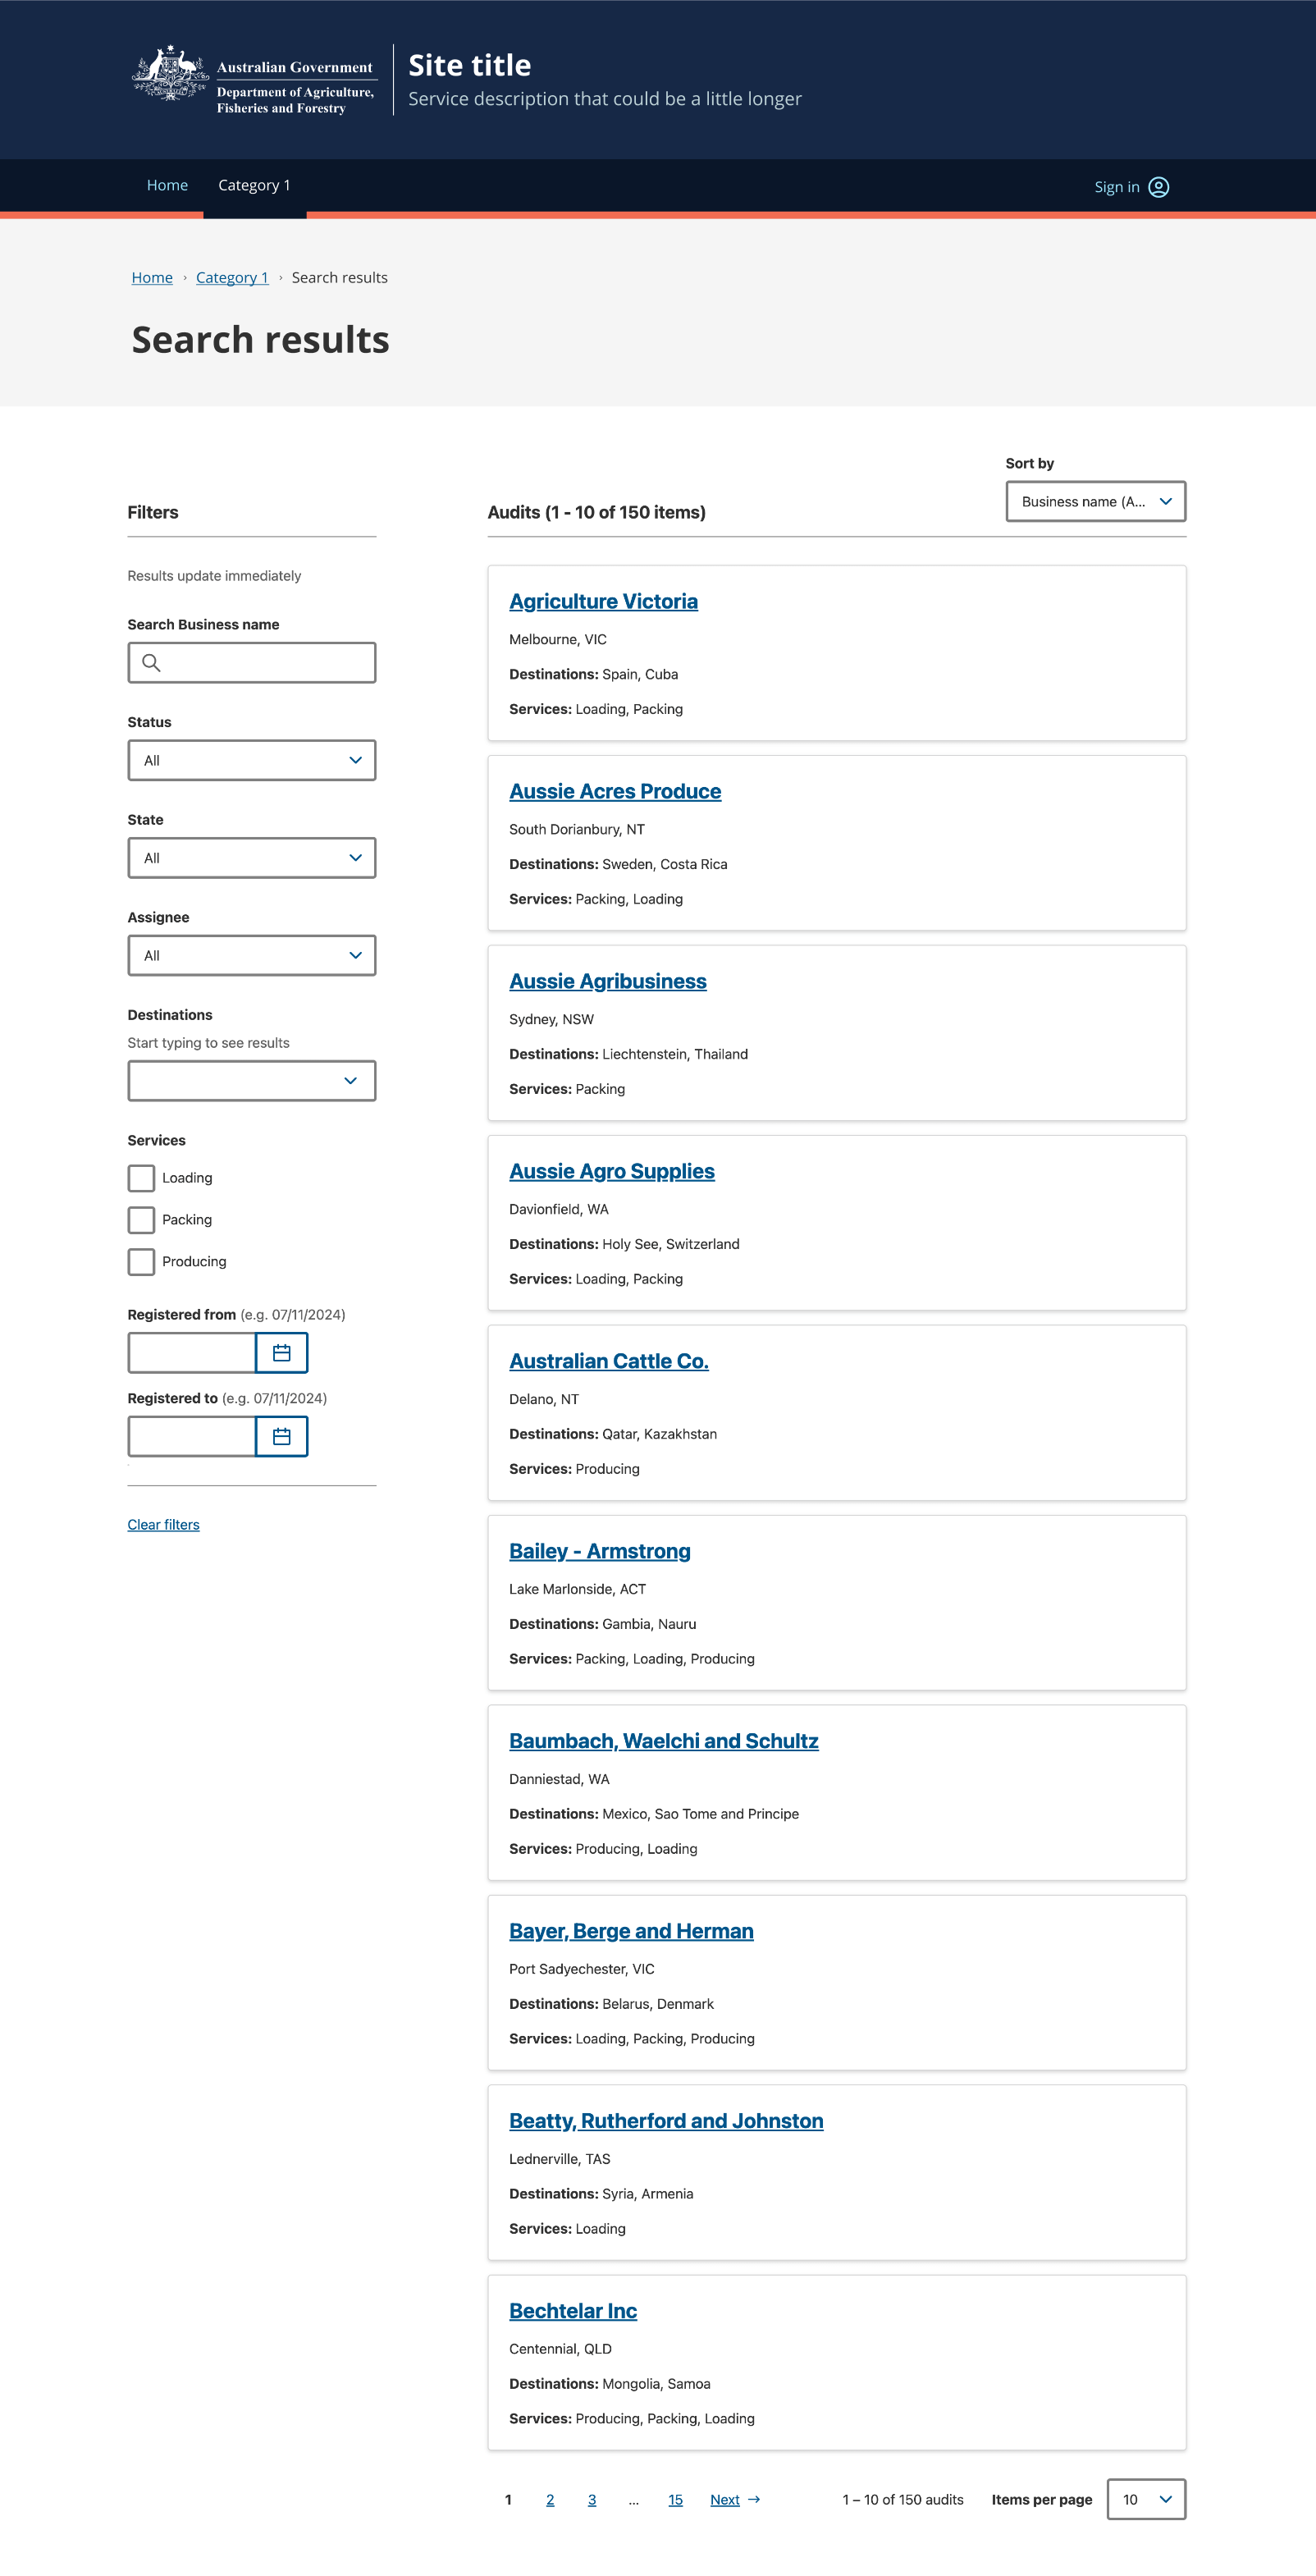 Australian Government
Department of Agriculture,
Fisheries and Forestry
Site title
Service description that could be a little longer
Home
Category 1
Sign in
Home › Category 1 › Search results
Search results
Filters
Results update immediately
Search Business name
Status
All
State
All
Assignee
All
Destinations
Start typing to see results
Services
Loading
Packing
Producing
Registered from (e.g. 07/11/2024)
Registered to (e.g. 07/11/2024)
Clear filters
Sort by
Business name (A...
Audits (1 - 10 of 150 items)
Agriculture Victoria
Melbourne, VIC
Destinations: Spain, Cuba
Services: Loading, Packing
Aussie Acres Produce
South Dorianbury, NT
Destinations: Sweden, Costa Rica
Services: Packing, Loading
Aussie Agribusiness
Sydney, NSW
Destinations: Liechtenstein, Thailand
Services: Packing
Aussie Agro Supplies
Davionfield, WA
Destinations: Holy See, Switzerland
Services: Loading, Packing
Australian Cattle Co.
Delano, NT
Destinations: Qatar, Kazakhstan
Services: Producing
Bailey - Armstrong
Lake Marlonside, ACT
Destinations: Gambia, Nauru
Services: Packing, Loading, Producing
Baumbach, Waelchi and Schultz
Danniestad, WA
Destinations: Mexico, Sao Tome and Principe
Services: Producing, Loading
Bayer, Berge and Herman
Port Sadyechester, VIC
Destinations: Belarus, Denmark
Services: Loading, Packing, Producing
Beatty, Rutherford and Johnston
Lednerville, TAS
Destinations: Syria, Armenia
Services: Loading
Bechtelar Inc
Centennial, QLD
Destinations: Mongolia, Samoa
Services: Producing, Packing, Loading
1 2 3 ... 15 Next → 1 – 10 of 150 audits Items per page 10